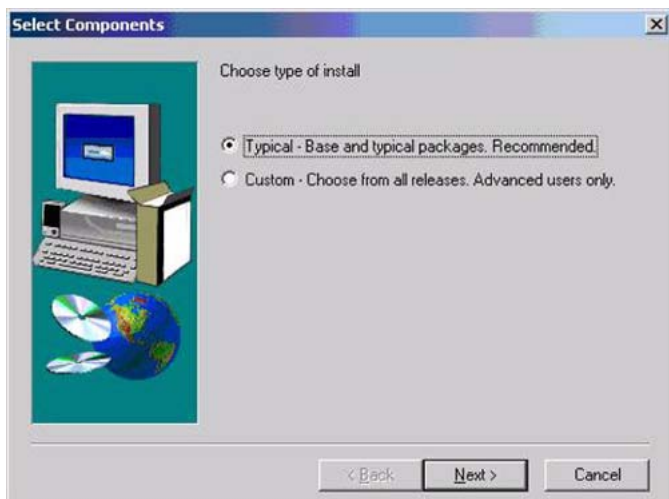 Select Components
Choose type of install
Typical - Base and typical packages. Recommended.
Custom - Choose from all releases. Advanced users only.
< Back
Next >
Cancel